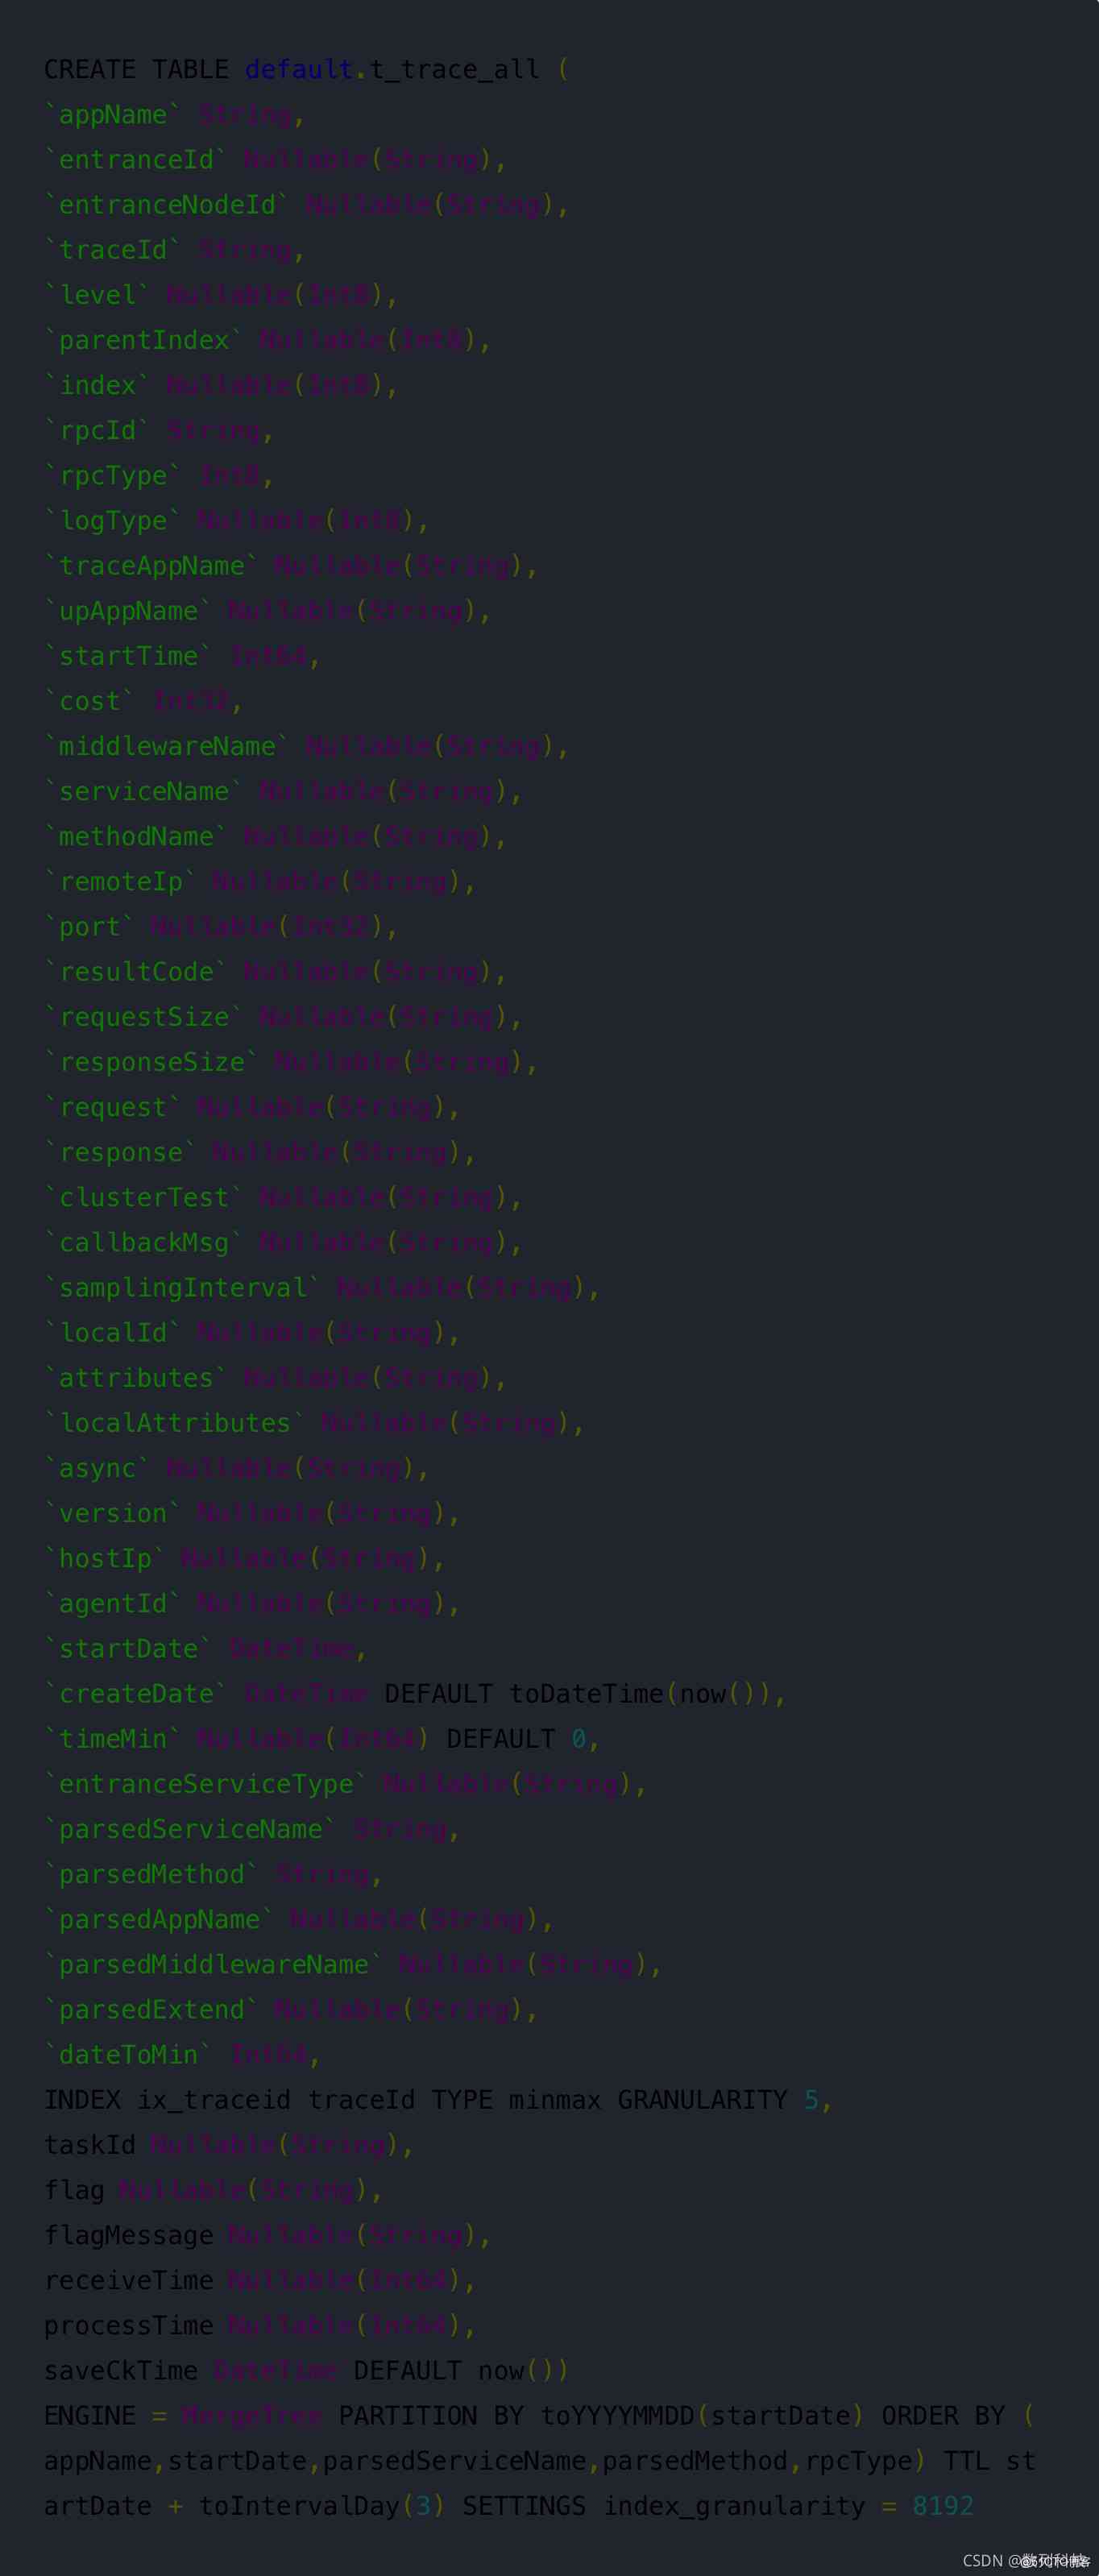 CREATE TABLE default.t_trace_all (
`appName` String,
`entranceId` Nullable(String),
`entranceNodeId` Nullable(String),
`traceId` String,
`level` Nullable(Int8),
`parentIndex` Nullable(Int8),
`index` Nullable(Int8),
`rpcId` String,
`rpcType` Int8,
`logType` Nullable(Int8),
`traceAppName` Nullable(String),
`upAppName` Nullable(String),
`startTime` Int64,
`cost` Int32,
`middlewareName` Nullable(String),
`serviceName` Nullable(String),
`methodName` Nullable(String),
`remoteIp` Nullable(String),
`port` Nullable(Int32),
`resultCode` Nullable(String),
`requestSize` Nullable(String),
`responseSize` Nullable(String),
`request` Nullable(String),
`response` Nullable(String),
`clusterTest` Nullable(String),
`callbackMsg` Nullable(String),
`samplingInterval` Nullable(String),
`localId` Nullable(String),
`attributes` Nullable(String),
`localAttributes` Nullable(String),
`async` Nullable(String),
`version` Nullable(String),
`hostIp` Nullable(String),
`agentId` Nullable(String),
`startDate` DateTime,
`createDate` DateTime DEFAULT toDateTime(now()),
`timeMin` Nullable(Int64) DEFAULT 0,
`entranceServiceType` Nullable(String),
`parsedServiceName` String,
`parsedMethod` String,
`parsedAppName` Nullable(String),
`parsedMiddlewareName` Nullable(String),
`parsedExtend` Nullable(String),
`dateToMin` Int64,
INDEX ix_traceid traceId TYPE minmax GRANULARITY 5,
taskId Nullable(String),
flag Nullable(String),
flagMessage Nullable(String),
receiveTime Nullable(Int64),
processTime Nullable(Int64),
saveCkTime DateTime DEFAULT now())
ENGINE = MergeTree PARTITION BY toYYYYMMDD(startDate) ORDER BY (
appName,startDate,parsedServiceName,parsedMethod,rpcType) TTL st
artDate + toIntervalDay(3) SETTINGS index_granularity = 8192
CSDN